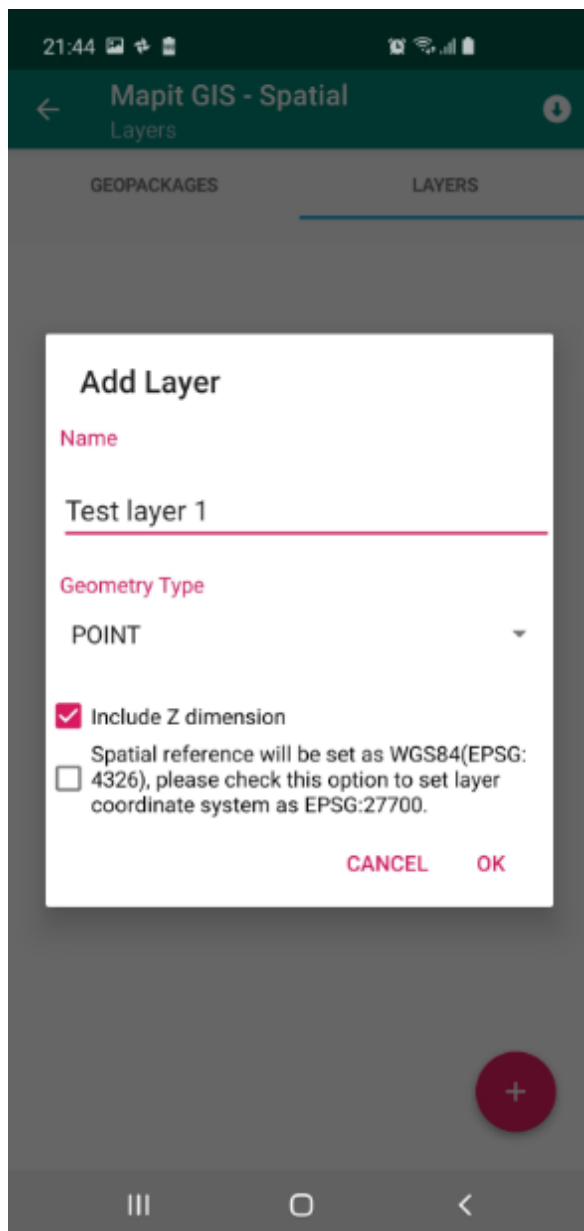 21:44
Mapit GIS - Spatial
Layers
GEOPACKAGES LAYERS
Add Layer
Name
Test layer 1
Geometry Type
POINT
Include Z dimension
Spatial reference will be set as WGS84(EPSG:
4326), please check this option to set layer
coordinate system as EPSG:27700.
CANCEL OK